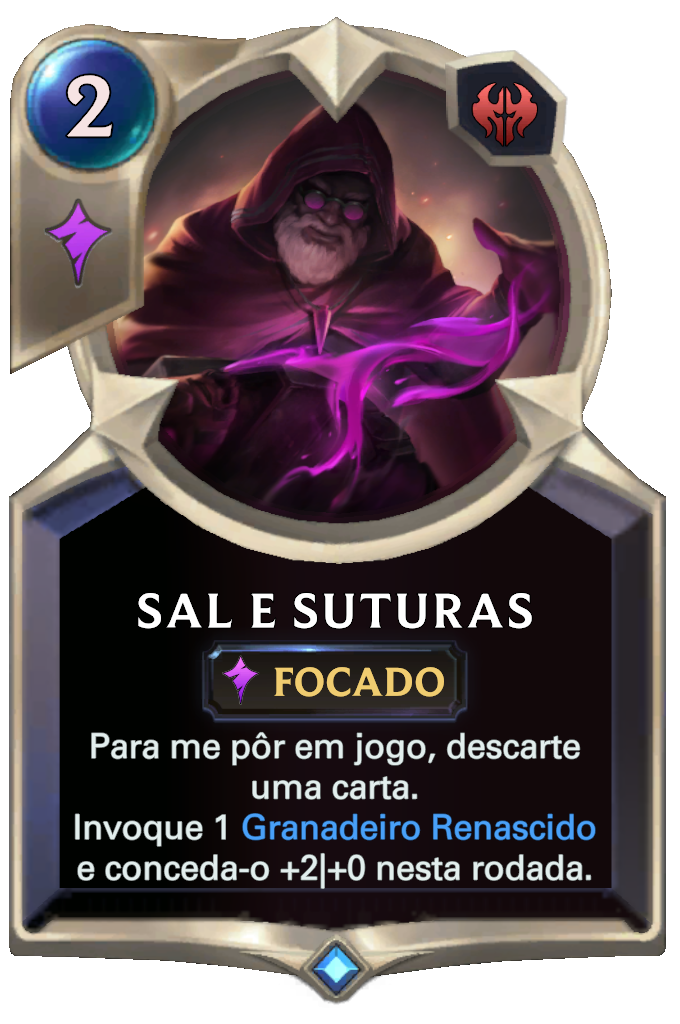 2
SAL E SUTURAS
FOCADO
Para me pôr em jogo, descarte
uma carta.
Invoque 1 Granadeiro Renascido
e conceda-o +2|+0 nesta rodada.